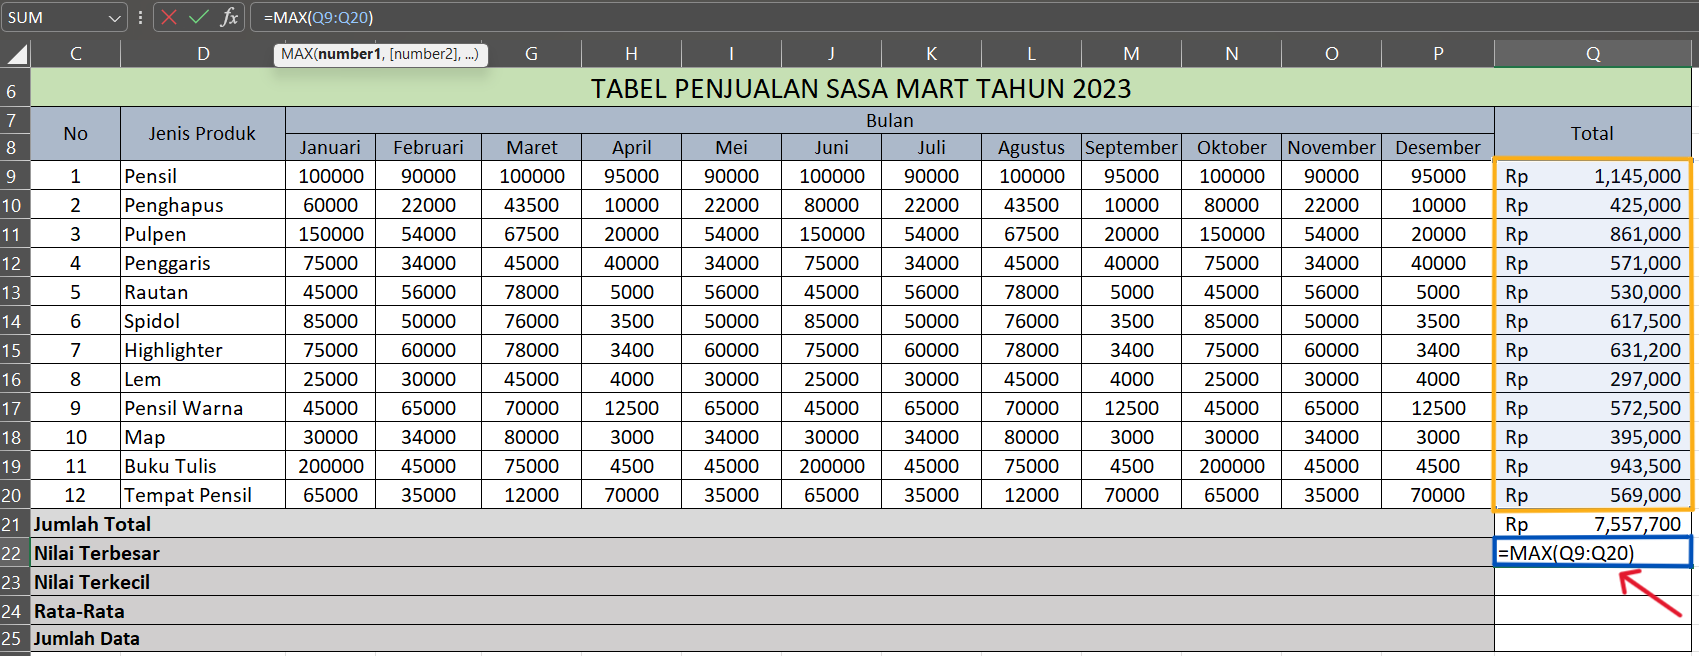 SUM fx =MAX(Q9:Q20)
C D G H I J K L M N O P Q
MAX(number1, [number2], ...)
6 TABEL PENJUALAN SASA MART TAHUN 2023
7 No Jenis Produk Bulan Total
8 Januari Februari Maret April Mei Juni Juli Agustus September Oktober November Desember
9 1 Pensil 100000 90000 100000 95000 90000 100000 90000 100000 95000 100000 90000 95000 Rp 1,145,000
10 2 Penghapus 60000 22000 43500 10000 22000 80000 22000 43500 10000 80000 22000 10000 Rp 425,000
11 3 Pulpen 150000 54000 67500 20000 54000 150000 54000 67500 20000 150000 54000 20000 Rp 861,000
12 4 Penggaris 75000 34000 45000 40000 34000 75000 34000 45000 40000 75000 34000 40000 Rp 571,000
13 5 Rautan 45000 56000 78000 5000 56000 45000 56000 78000 5000 45000 56000 5000 Rp 530,000
14 6 Spidol 85000 50000 76000 3500 50000 85000 50000 76000 3500 85000 50000 3500 Rp 617,500
15 7 Highlighter 75000 60000 78000 3400 60000 75000 60000 78000 3400 75000 60000 3400 Rp 631,200
16 8 Lem 25000 30000 45000 4000 30000 25000 30000 45000 4000 25000 30000 4000 Rp 297,000
17 9 Pensil Warna 45000 65000 70000 12500 65000 45000 65000 70000 12500 45000 65000 12500 Rp 572,500
18 10 Map 30000 34000 80000 3000 34000 30000 34000 80000 3000 30000 34000 3000 Rp 395,000
19 11 Buku Tulis 200000 45000 75000 4500 45000 200000 45000 75000 4500 200000 45000 4500 Rp 943,500
20 12 Tempat Pensil 65000 35000 12000 70000 35000 65000 35000 12000 70000 65000 35000 70000 Rp 569,000
21 Jumlah Total Rp 7,557,700
22 Nilai Terbesar =MAX(Q9:Q20)
23 Nilai Terkecil
24 Rata-Rata
25 Jumlah Data